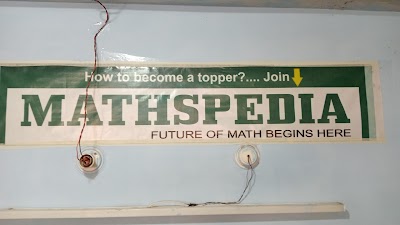 How to become a topper?.... Join
MATHSPEDIA
FUTURE OF MATH BEGINS HERE